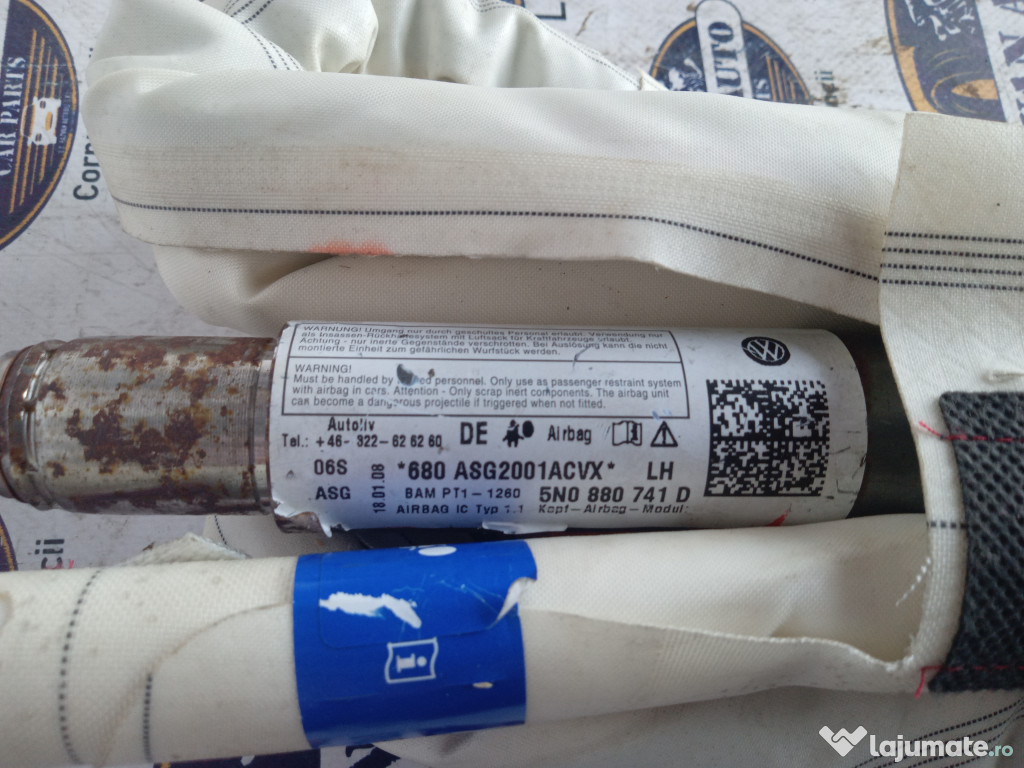 CAR PARTS
AUTO
WARNUNG! Umgang nur durch geschultes Personal erlaubt. Verwendung nur
als Insassen-Rückhaltesystem mit Luftsack für Kraftfahrzeuge erlaubt.
Achtung - nur inerte Gegenstände verschrotten. Bei Auslösung kann die nicht
montierte Einheit zum gefährlichen Wurfstück werden.
WARNING!
Must be handled by personnel. Only use as passenger restraint system
with airbag in cars. Attention - Only scrap inert components. The airbag unit
can become a dangerous projectile if triggered when not fitted.
Autoliv
Tel.: +46-322-626260 DE Airbag
06S *680 ASG2001ACVX* LH
ASG 18.01.08 BAM PT1-1260 5N0 880 741 D
AIRBAG IC Typ 1.1 Kopf-Airbag-Modul
lajumate.ro